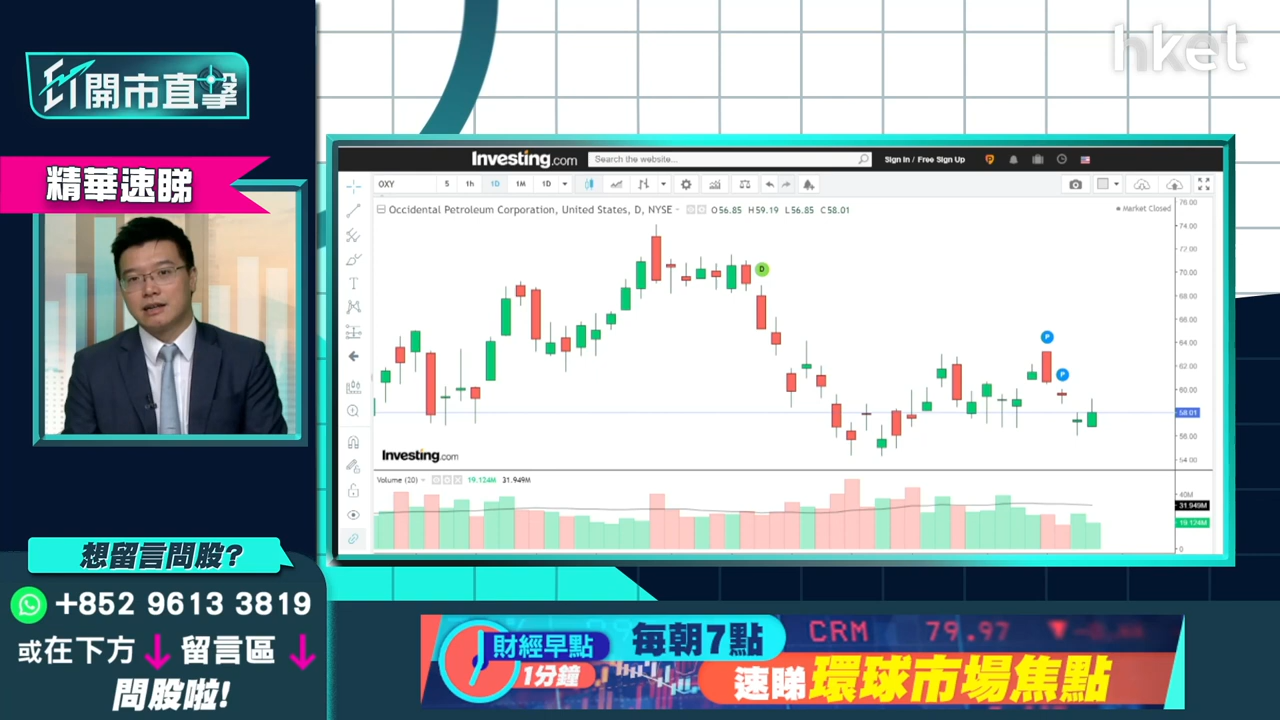 hket
ET開市直擊
精華速睇
Investing.com
Search the website...
Sign In / Free Sign Up
OXY
5
1h
1D
1M
1D
Occidental Petroleum Corporation, United States, D, NYSE
O56.85 H59.19 L56.85 C58.01
Market Closed
76.00
74.00
72.00
70.00
68.00
66.00
64.00
62.00
60.00
58.01
56.00
54.00
D
P
P
Investing.com
Volume (20)
19.124M
31.949M
40M
31.949M
19.124M
0
想留言問股?
+852 9613 3819
或在下方
留言區
問股啦!
財經早點
1分鐘
每朝7點
速睇環球市場焦點
CRM 79.97